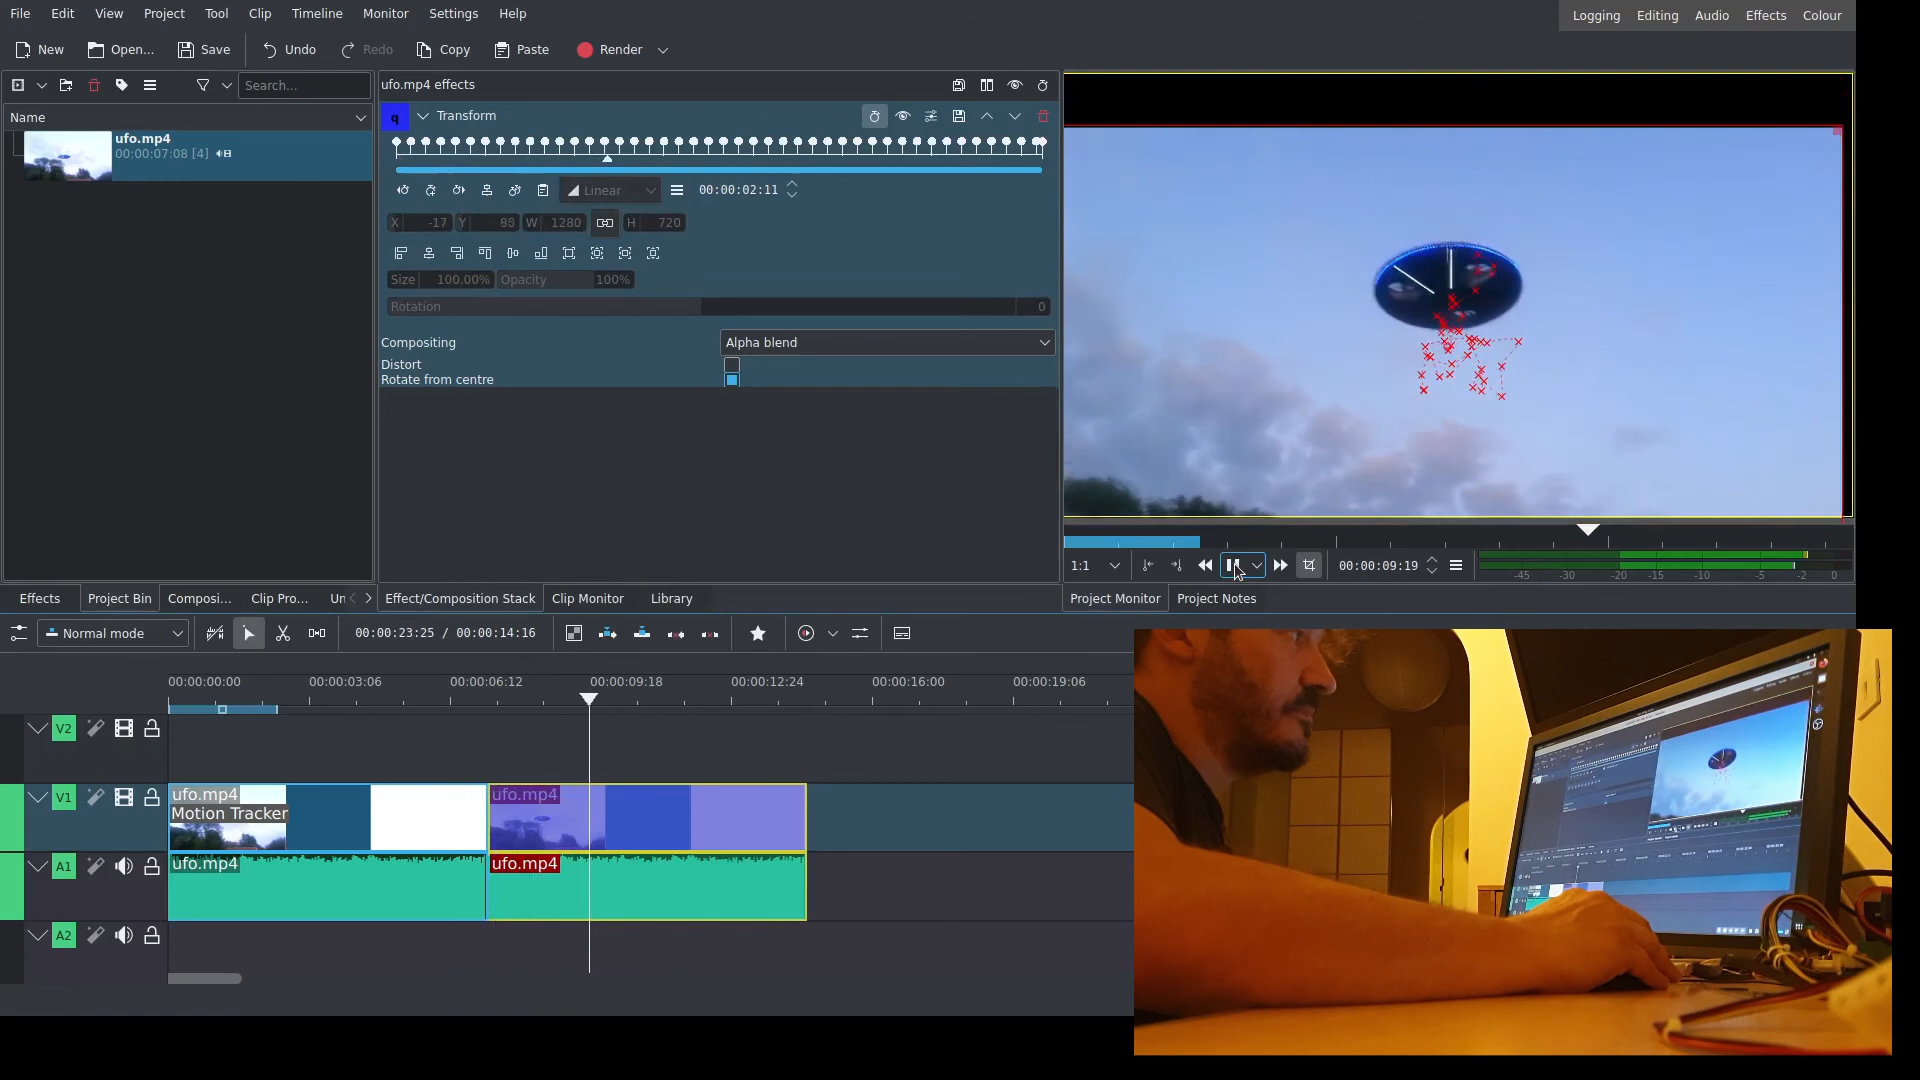 File Edit View Project Tool Clip Timeline Monitor Settings Help
Logging Editing Audio Effects Colour
New Open... Save Undo Redo Copy Paste Render
Search...
ufo.mp4 effects
Name
q Transform
ufo.mp4
00:00:07:08 [4]
Linear 00:00:02:11
X -17 Y 85 W 1280 H 720
Size 100,00% Opacity 100%
Rotation 0
Compositing Alpha blend
Distort
Rotate from centre
1:1 00:00:09:19
-45 -30 -20 -15 -10 -5 -2 0
Effects Project Bin Composi... Clip Pro... Un
Effect/Composition Stack Clip Monitor Library
Project Monitor Project Notes
Normal mode 00:00:23:25 / 00:00:14:16
00:00:00:00 00:00:03:06 00:00:06:12 00:00:09:18 00:00:12:24 00:00:16:00 00:00:19:06
V2
V1 ufo.mp4 ufo.mp4
Motion Tracker
A1 ufo.mp4 ufo.mp4
A2